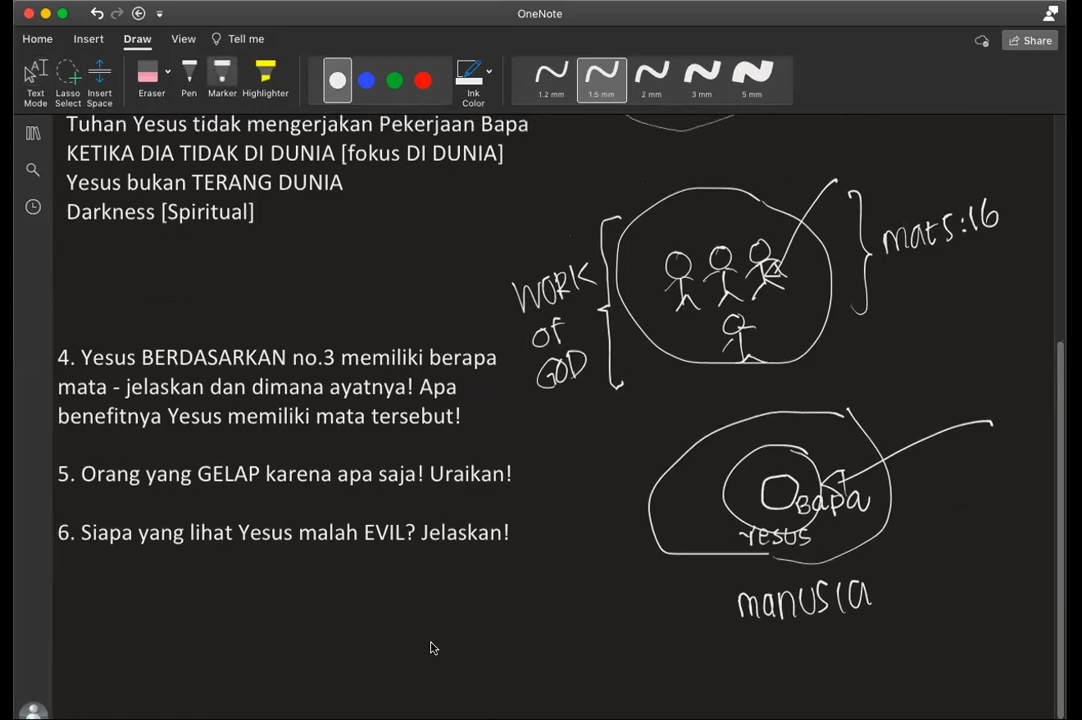 OneNote
Home Insert Draw View Tell me
Share
Text Mode
Lasso Select
Insert Space
Eraser
Pen
Marker
Highlighter
Ink Color
1.2 mm
1.5 mm
2 mm
3 mm
5 mm
Tuhan Yesus tidak mengerjakan Pekerjaan Bapa
KETIKA DIA TIDAK DI DUNIA [fokus DI DUNIA]
Yesus bukan TERANG DUNIA
Darkness [Spiritual]
WORK
of
GOD
mat 5:16
4. Yesus BERDASARKAN no.3 memiliki berapa
mata - jelaskan dan dimana ayatnya! Apa
benefitnya Yesus memiliki mata tersebut!
5. Orang yang GELAP karena apa saja! Uraikan!
6. Siapa yang lihat Yesus malah EVIL? Jelaskan!
Bapa
Yesus
manusia